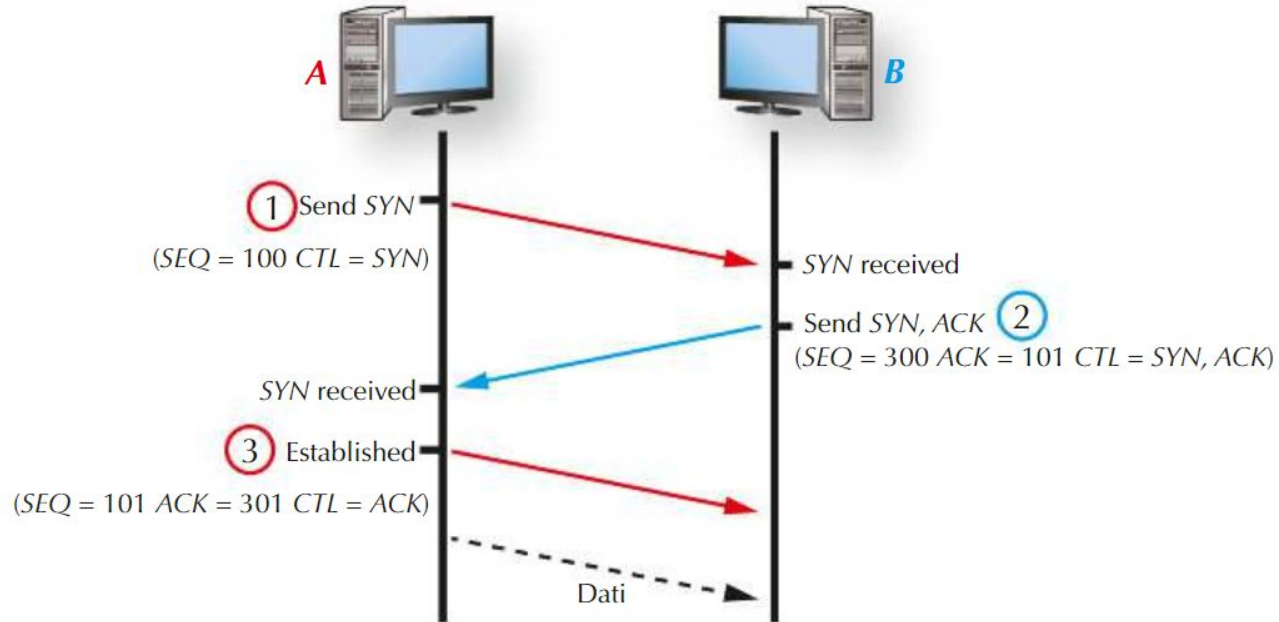 A
B
1 Send SYN
(SEQ = 100 CTL = SYN)
SYN received
Send SYN, ACK 2
(SEQ = 300 ACK = 101 CTL = SYN, ACK)
SYN received
3 Established
(SEQ = 101 ACK = 301 CTL = ACK)
Dati